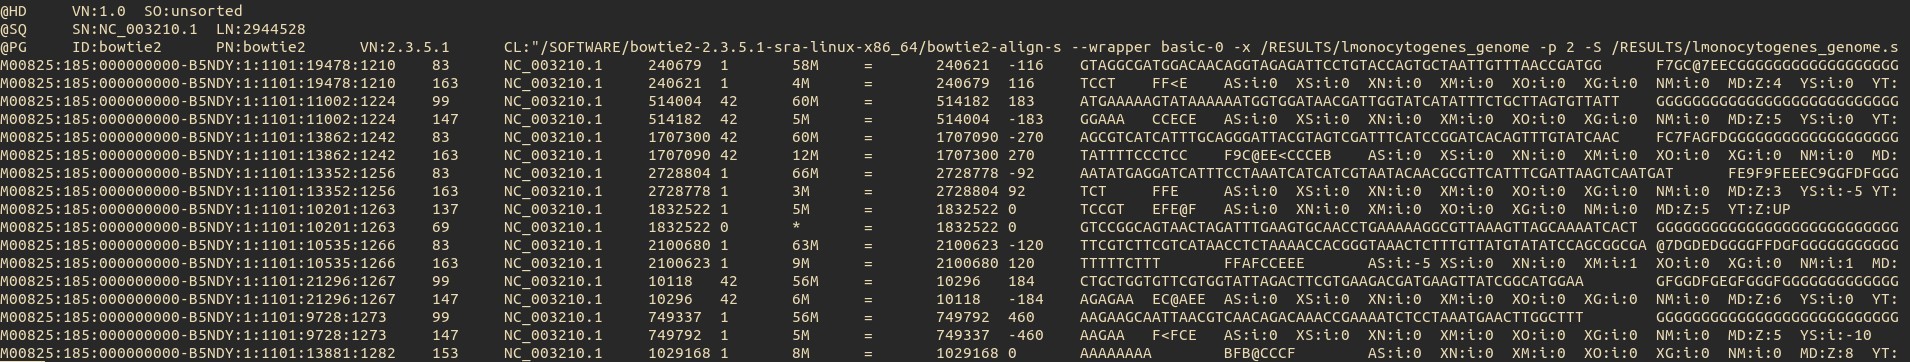 @HD VN:1.0 SO:unsorted
@SQ SN:NC_003210.1 LN:2944528
@PG ID:bowtie2 PN:bowtie2 VN:2.3.5.1 CL:"/SOFTWARE/bowtie2-2.3.5.1-sra-linux-x86_64/bowtie2-align-s --wrapper basic-0 -x /RESULTS/lmonocytogenes_genome -p 2 -S /RESULTS/lmonocytogenes_genome.s
M00825:185:000000000-B5NDY:1:1101:19478:1210 83 NC_003210.1 240679 1 58M = 240621 -116 GTAGGCGATGGACAACAGGTAGAGATTCCTGTACCAGTGCTAATTGTTTAACCGATGG F7GC@7EECGGGGGGGGGGGGGGGGGG
M00825:185:000000000-B5NDY:1:1101:19478:1210 163 NC_003210.1 240621 1 4M = 240679 116 TCCT FF<E AS:i:0 XS:i:0 XN:i:0 XM:i:0 XO:i:0 XG:i:0 NM:i:0 MD:Z:4 YS:i:0 YT:
M00825:185:000000000-B5NDY:1:1101:11002:1224 99 NC_003210.1 514004 42 60M = 514182 183 ATGAAAAAGTATAAAAAATGGTGGATAACGATTGGTATCATATTTCTGCTTAGTGTTATT GGGGGGGGGGGGGGGGGGGGGGGGGGG
M00825:185:000000000-B5NDY:1:1101:11002:1224 147 NC_003210.1 514182 42 5M = 514004 -183 GGAAA CCECE AS:i:0 XS:i:0 XN:i:0 XM:i:0 XO:i:0 XG:i:0 NM:i:0 MD:Z:5 YS:i:0 YT:
M00825:185:000000000-B5NDY:1:1101:13862:1242 83 NC_003210.1 1707300 42 60M = 1707090 -270 AGCGTCATCATTTGCAGGGATTACGTAGTCGATTTCATCCGGATCACAGTTTGTATCAAC FC7FAGFDGGGGGGGGGGGGGGGGGGG
M00825:185:000000000-B5NDY:1:1101:13862:1242 163 NC_003210.1 1707090 42 12M = 1707300 270 TATTTTCCCTCC F9C@EE<CCCEB AS:i:0 XS:i:0 XN:i:0 XM:i:0 XO:i:0 XG:i:0 NM:i:0 MD:
M00825:185:000000000-B5NDY:1:1101:13352:1256 83 NC_003210.1 2728804 1 66M = 2728778 -92 AATATGAGGATCATTTCCTAAATCATCATCGTAATACAACGCGTTCATTTCGATTAAGTCAATGAT FE9F9FEEEC9GGFDFGGG
M00825:185:000000000-B5NDY:1:1101:13352:1256 163 NC_003210.1 2728778 1 3M = 2728804 92 TCT FFE AS:i:0 XS:i:0 XN:i:0 XM:i:0 XO:i:0 XG:i:0 NM:i:0 MD:Z:3 YS:i:-5 YT:
M00825:185:000000000-B5NDY:1:1101:10201:1263 137 NC_003210.1 1832522 1 5M = 1832522 0 TCCGT EFE@F AS:i:0 XN:i:0 XM:i:0 XO:i:0 XG:i:0 NM:i:0 MD:Z:5 YT:Z:UP
M00825:185:000000000-B5NDY:1:1101:10201:1263 69 NC_003210.1 1832522 0 * = 1832522 0 GTCCGGCAGTAACTAGATTTGAAGTGCAACCTGAAAAAGGCGTTAAAGTTAGCAAAATCACT GGGGGGGGGGGGGGGGGGGGGGGGGGG
M00825:185:000000000-B5NDY:1:1101:10535:1266 83 NC_003210.1 2100680 1 63M = 2100623 -120 TTCGTCTTCGTCATAACCTCTAAAACCACGGGTAAACTCTTTGTTATGTATATCCAGCGGCGA @7DGDEDGGGGFFDGFGGGGGGGGGGG
M00825:185:000000000-B5NDY:1:1101:10535:1266 163 NC_003210.1 2100623 1 9M = 2100680 120 TTTTTCTTT FFAFCCEEE AS:i:-5 XS:i:0 XN:i:0 XM:i:1 XO:i:0 XG:i:0 NM:i:1 MD:
M00825:185:000000000-B5NDY:1:1101:21296:1267 99 NC_003210.1 10118 42 56M = 10296 184 CTGCTGGTGTTCGTGGTATTAGACTTCGTGAAGACGATGAAGTTATCGGCATGGAA GFGGDFGEGFGGGFGGGGGGGGGGGGG
M00825:185:000000000-B5NDY:1:1101:21296:1267 147 NC_003210.1 10296 42 6M = 10118 -184 AGAGAA EC@AEE AS:i:0 XS:i:0 XN:i:0 XM:i:0 XO:i:0 XG:i:0 NM:i:0 MD:Z:6 YS:i:0 YT:
M00825:185:000000000-B5NDY:1:1101:9728:1273 99 NC_003210.1 749337 1 56M = 749792 460 AAGAAGCAATTAACGTCAACAGACAAACCGAAAATCTCCTAAATGAACTTGGCTTT GGGGGGGGGGGGGGGGGGGGGGGGGGG
M00825:185:000000000-B5NDY:1:1101:9728:1273 147 NC_003210.1 749792 1 5M = 749337 -460 AAGAA F<FCE AS:i:0 XS:i:0 XN:i:0 XM:i:0 XO:i:0 XG:i:0 NM:i:0 MD:Z:5 YS:i:-10
M00825:185:000000000-B5NDY:1:1101:13881:1282 153 NC_003210.1 1029168 1 8M = 1029168 0 AAAAAAAA BFB@CCCF AS:i:0 XS:i:0 XN:i:0 XM:i:0 XO:i:0 XG:i:0 NM:i:0 MD:Z:8 YT: